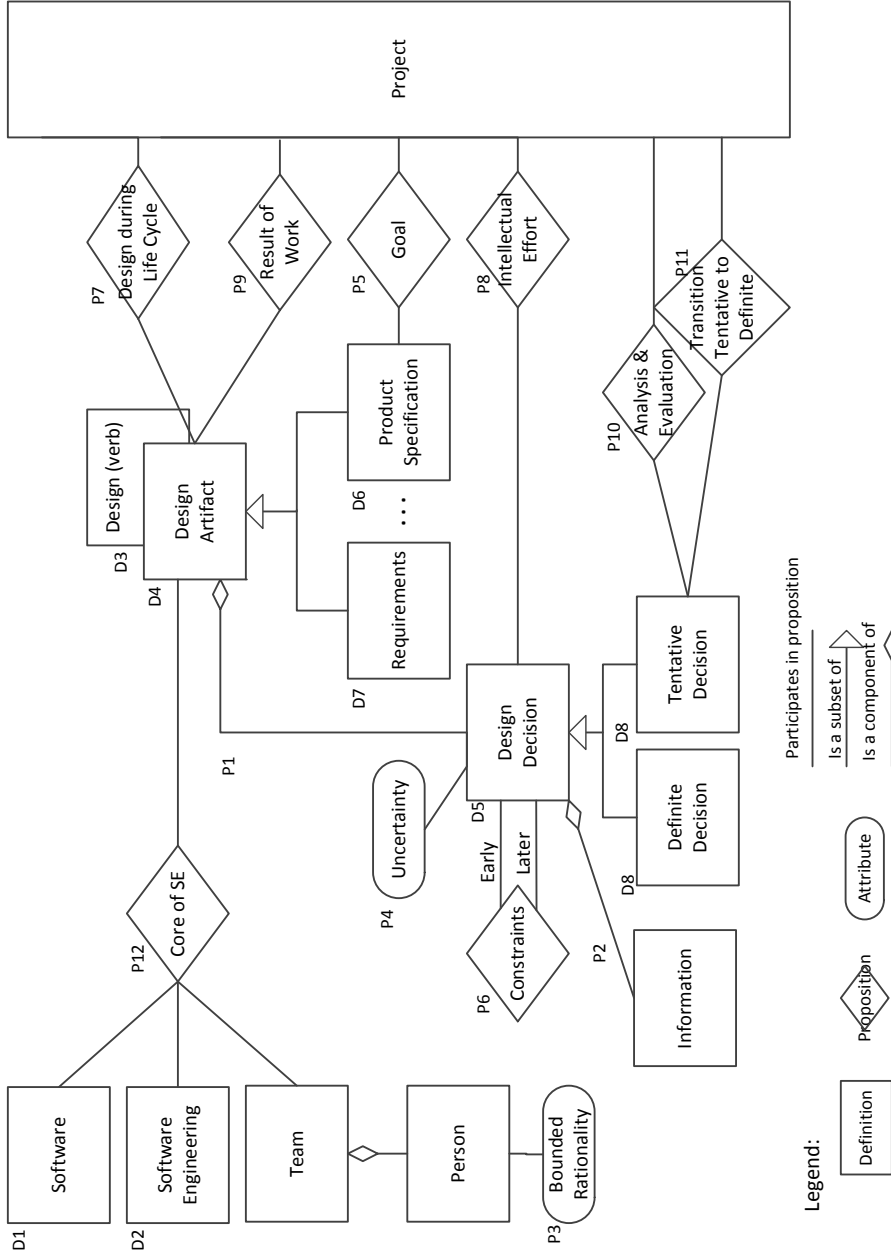 D1
Software
D2
Software
Engineering
Team
Person
P3
Bounded
Rationality
P12
Core of SE
D3
Design (verb)
D4
Design
Artifact
P7
Design during
Life Cycle
P9
Result of
Work
P5
Goal
P8
Intellectual
Effort
Project
P1
D7
Requirements
D6
Product
Specification
...
P4
Uncertainty
D5
Design
Decision
Early
Later
P6
Constraints
P2
Information
D8
Definite
Decision
D8
Tentative
Decision
P10
Analysis &
Evaluation
P11
Transition
Tentative to
Definite
Legend:
Definition
Proposition
Attribute
Participates in proposition
Is a subset of
Is a component of